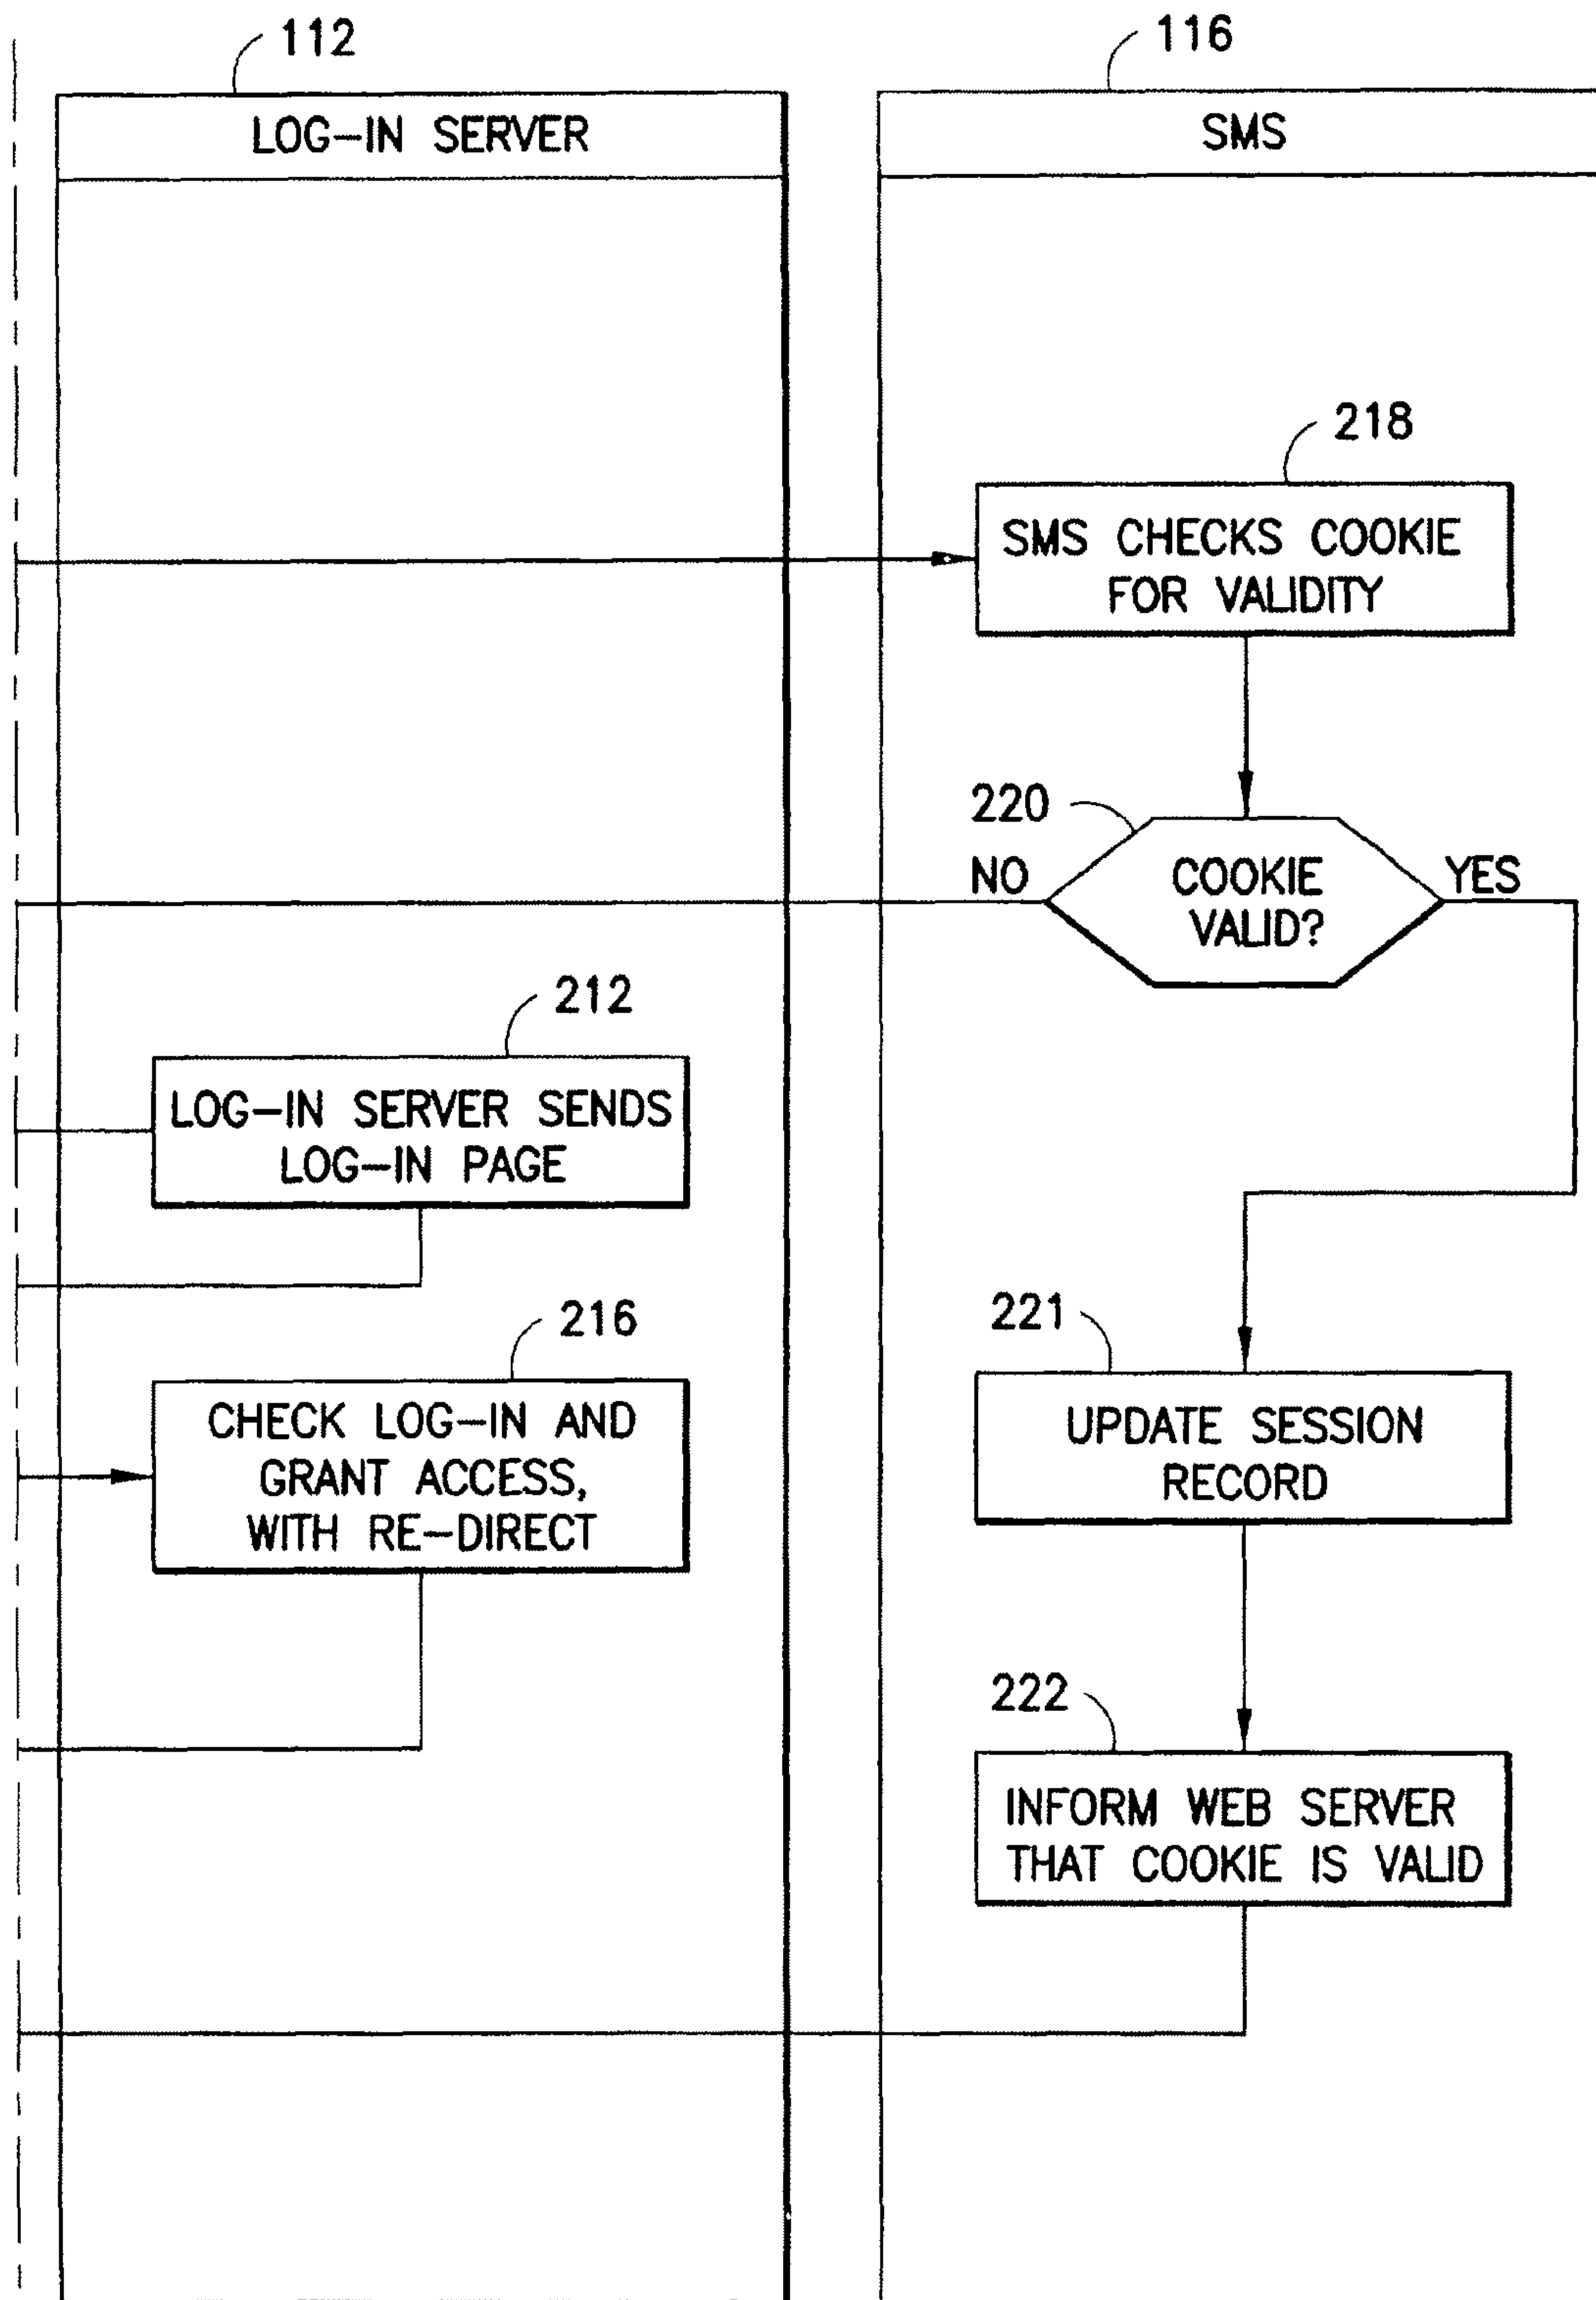 112
116
LOG-IN SERVER
SMS
218
SMS CHECKS COOKIE
FOR VALIDITY
220
NO
COOKIE
VALID?
YES
212
LOG-IN SERVER SENDS
LOG-IN PAGE
216
CHECK LOG-IN AND
GRANT ACCESS,
WITH RE-DIRECT
221
UPDATE SESSION
RECORD
222
INFORM WEB SERVER
THAT COOKIE IS VALID